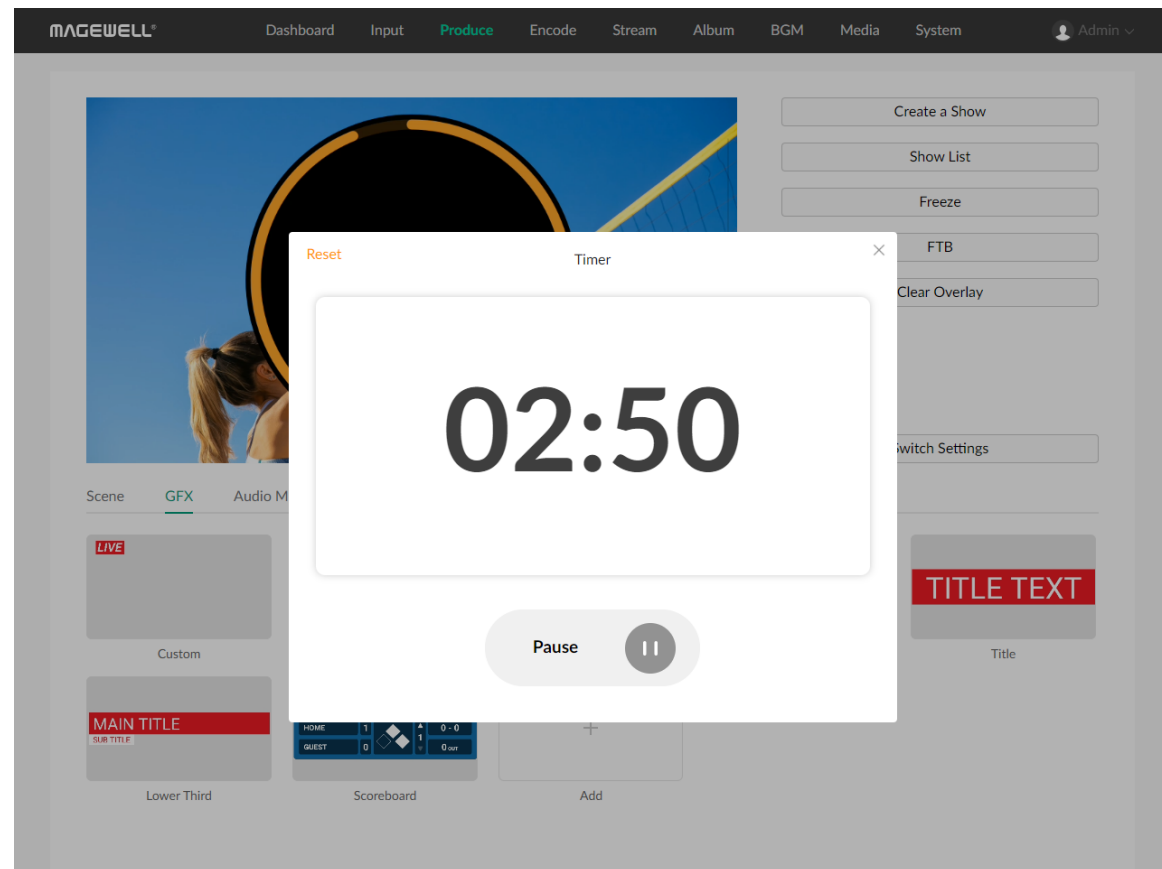 MAGEWELL®
Dashboard Input Produce Encode Stream Album BGM Media System Admin
Create a Show
Show List
Freeze
FTB
Clear Overlay
Switch Settings
Reset
Timer
02:50
Pause
Scene GFX Audio M
LIVE
Custom
TITLE TEXT
Title
MAIN TITLE
SUB TITLE
Lower Third
HOME 1 0 - 0
1
GUEST 0 0 OUT
Scoreboard
Add